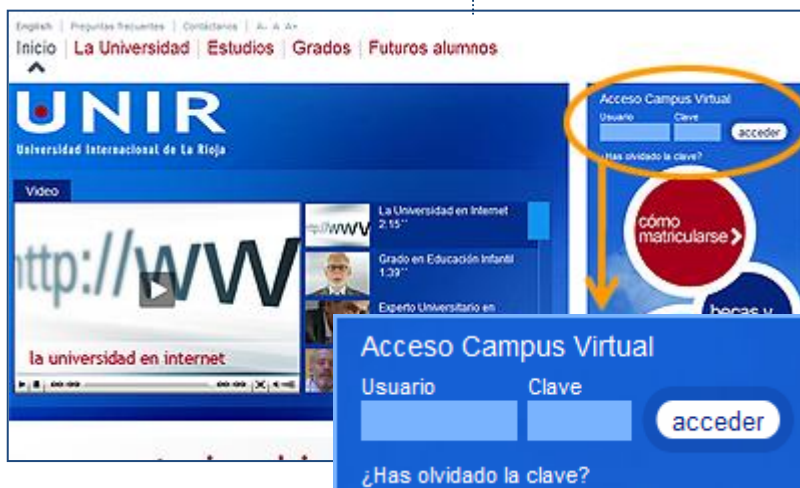 English | Preguntas frecuentes | Contáctanos | A- A A+
Inicio | La Universidad | Estudios | Grados | Futuros alumnos
UNIR
Universidad Internacional de La Rioja
Video
http://WWW
la universidad en internet
La Universidad en Internet
2:15''
Grado en Educación Infantil
1:39''
Experto Universitario en
Acceso Campus Virtual
Usuario Clave
acceder
¿Has olvidado la clave?
cómo
matricularse
becas y
Acceso Campus Virtual
Usuario Clave
acceder
¿Has olvidado la clave?